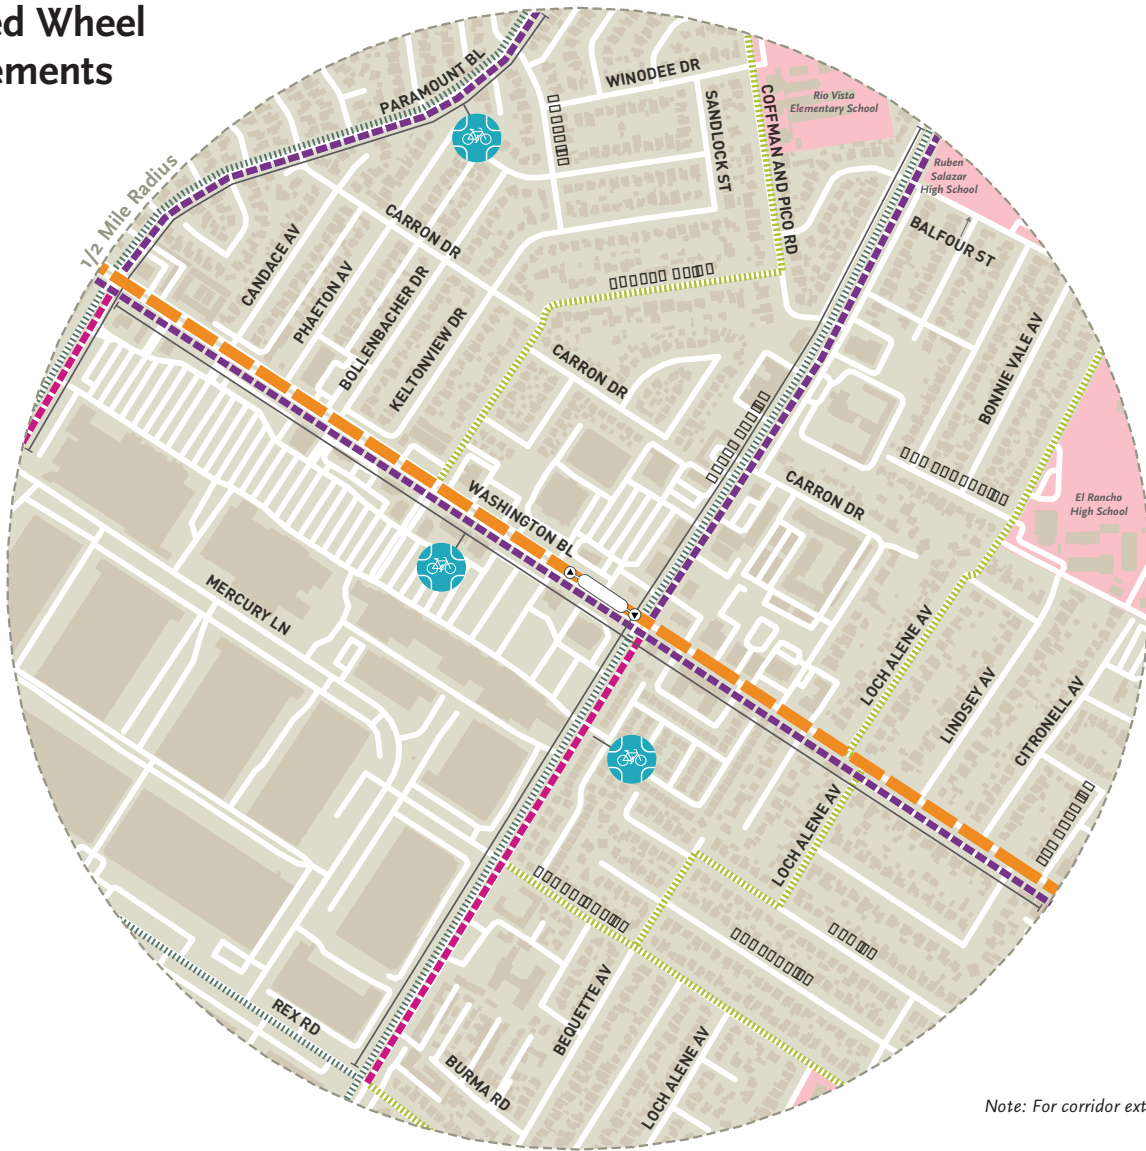 ed Wheel
ements
1/2 Mile Radius
PARAMOUNT BL
WINODEE DR
SANDLOCK ST
COFFMAN AND PICO RD
Rio Vista
Elementary School
Ruben
Salazar
High School
BALFOUR ST
CANDACE AV
PHAETON AV
BOLLENBACHER DR
KELTONVIEW DR
CARRON DR
CARRON DR
BONNIE VALE AV
CARRON DR
El Rancho
High School
WASHINGTON BL
MERCURY LN
LOCH ALENE AV
LINDSEY AV
CITRONELL AV
LOCH ALENE AV
REX RD
BURMA RD
BEQUETTE AV
LOCH ALENE AV
Note: For corridor ext